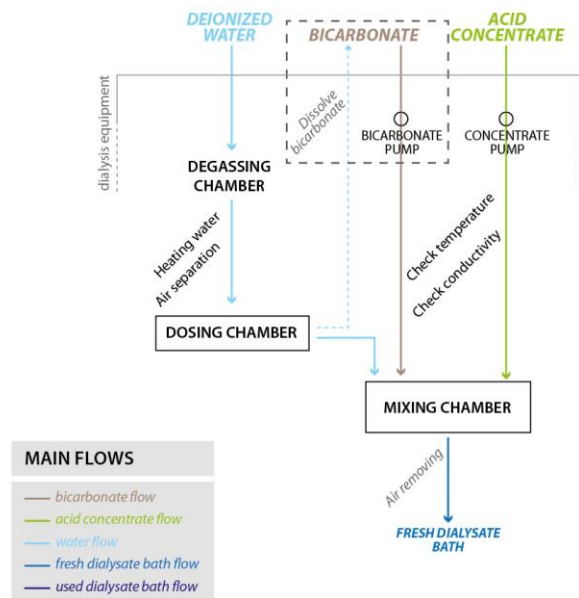 DEIONIZED
WATER
BICARBONATE
ACID
CONCENTRATE
dialysis equipment
Dissolve
bicarbonate
BICARBONATE
PUMP
CONCENTRATE
PUMP
DEGASSING
CHAMBER
Heating water
Air separation
Check temperature
Check conductivity
DOSING CHAMBER
MIXING CHAMBER
Air removing
FRESH DIALYSATE
BATH
MAIN FLOWS
bicarbonate flow
acid concentrate flow
water flow
fresh dialysate bath flow
used dialysate bath flow